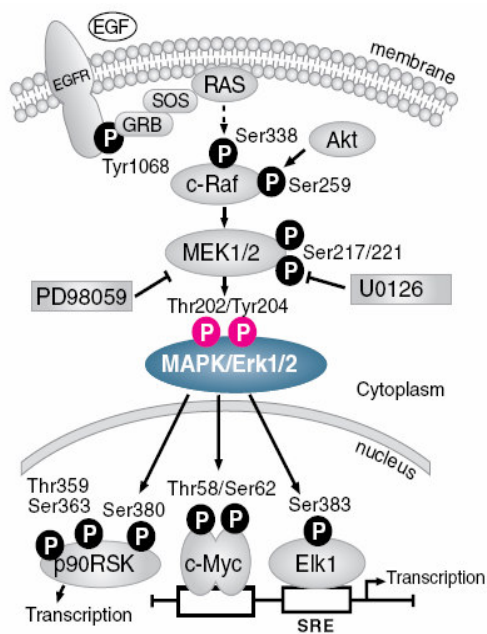 EGF
membrane
EGFR
SOS
RAS
GRB
P
Tyr1068
Ser338
P
Akt
c-Raf
P
Ser259
MEK1/2
P
P
Ser217/221
PD98059
U0126
Thr202/Tyr204
P P
MAPK/Erk1/2
Cytoplasm
nucleus
Thr359
Ser363
Ser380
Thr58/Ser62
Ser383
P P P
P P
P
p90RSK
c-Myc
Elk1
Transcription
Transcription
SRE